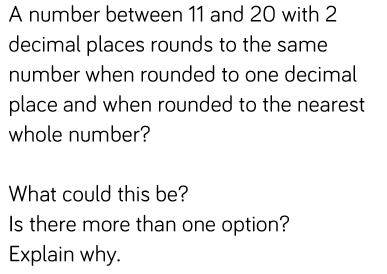 A number between 11 and 20 with 2
decimal places rounds to the same
number when rounded to one decimal
place and when rounded to the nearest
whole number?
What could this be?
Is there more than one option?
Explain why.